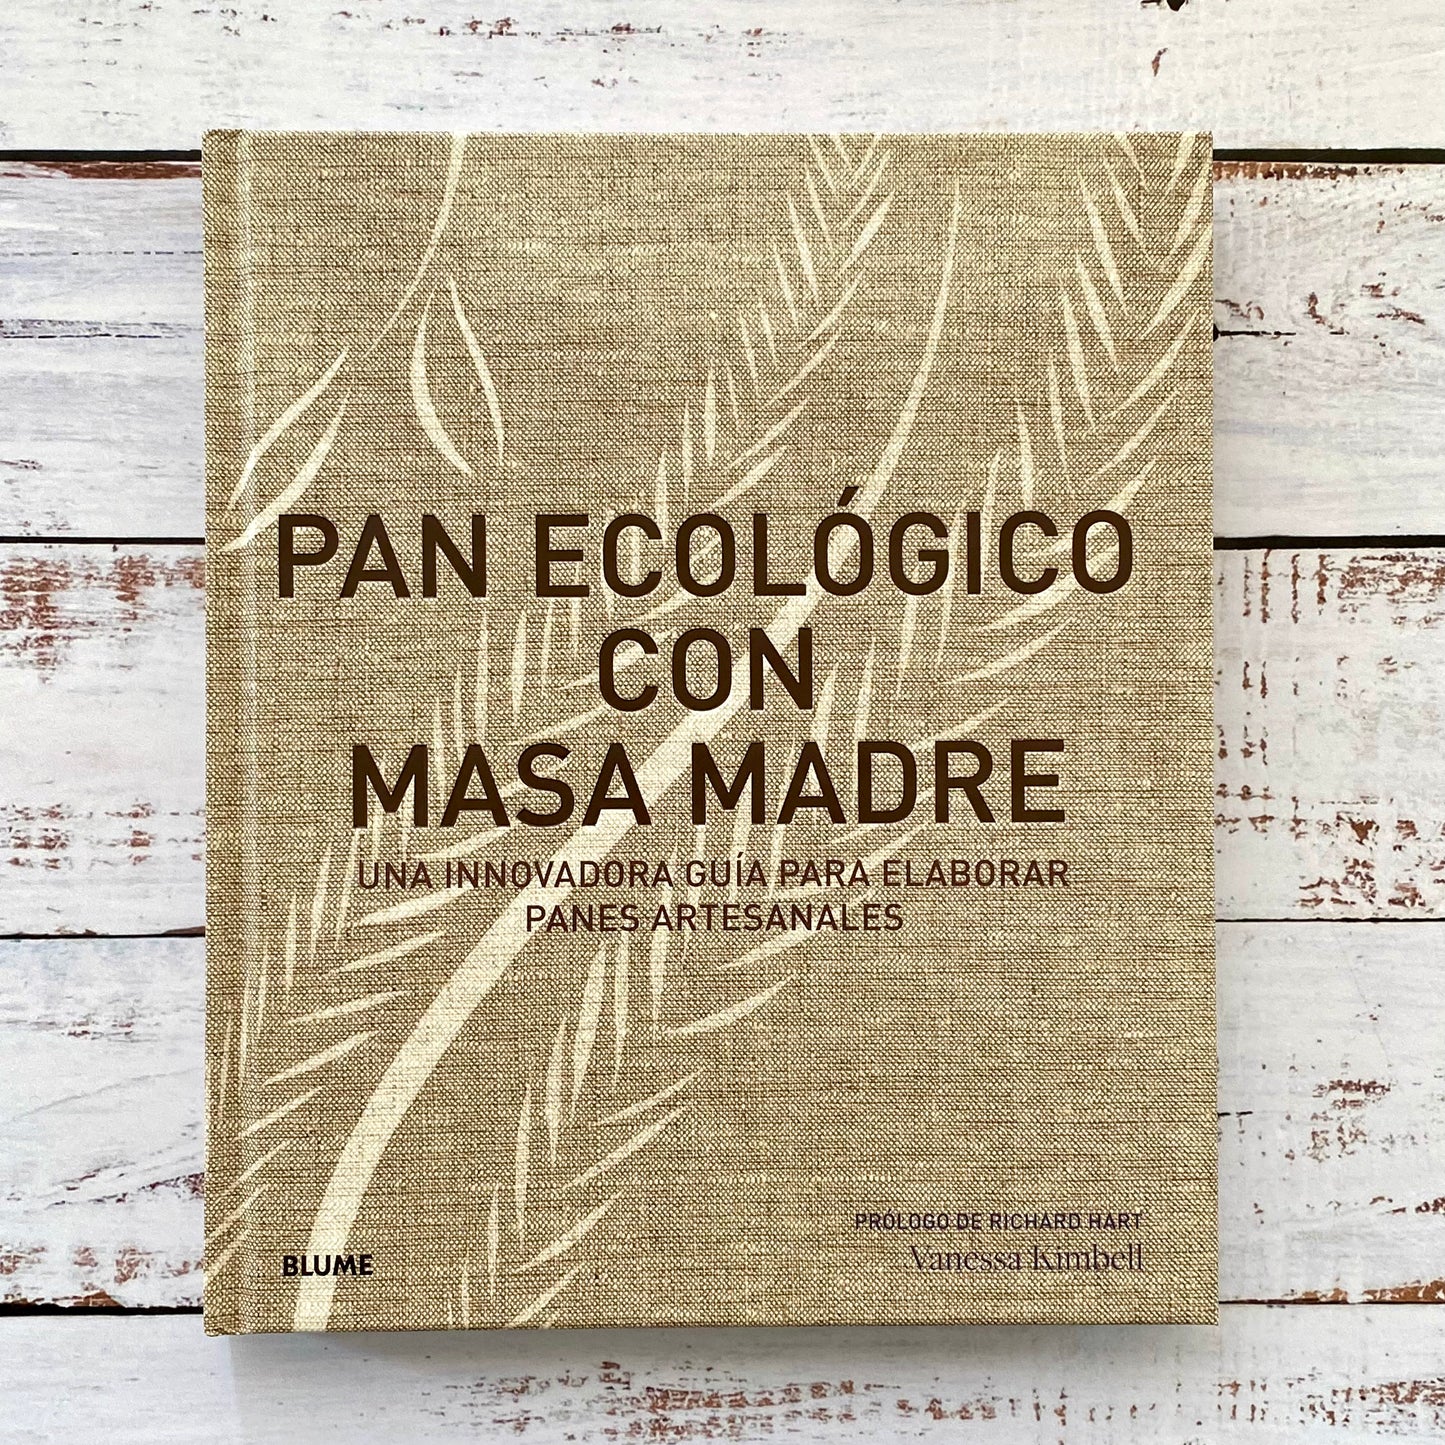 PAN ECOLÓGICO
CON
MASA MADRE
UNA INNOVADORA GUÍA PARA ELABORAR
PANES ARTESANALES
PRÓLOGO DE RICHARD HART
Vanessa Kimbell
BLUME